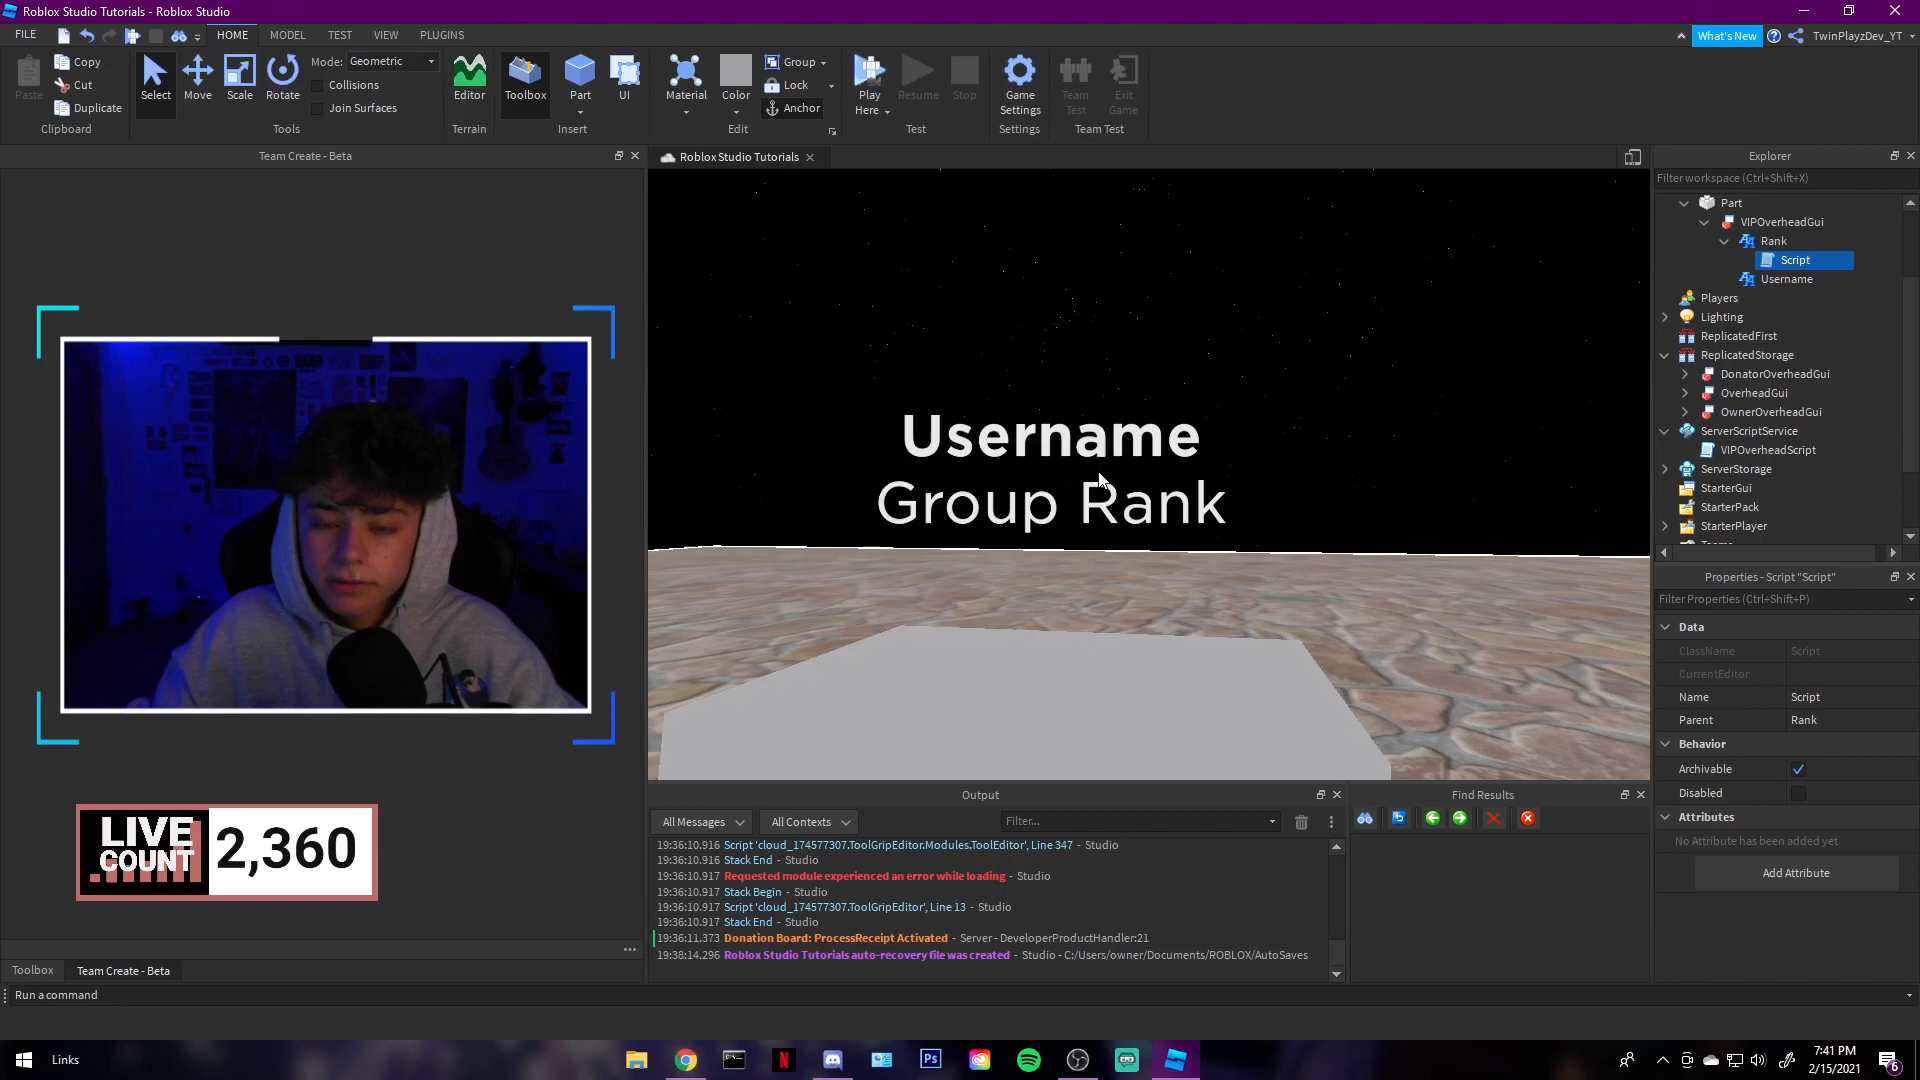 Roblox Studio Tutorials - Roblox Studio
FILE
HOME
MODEL
TEST
VIEW
PLUGINS
What's New
TwinPlayzDev_YT
Paste
Copy
Cut
Duplicate
Clipboard
Select
Move
Scale
Rotate
Mode: Geometric
Collisions
Join Surfaces
Tools
Editor
Terrain
Toolbox
Part
UI
Insert
Material
Color
Group
Lock
Anchor
Edit
Play Here
Resume
Stop
Test
Game Settings
Settings
Team Test
Exit Game
Team Test
Team Create - Beta
Roblox Studio Tutorials
Username
Group Rank
LIVE
COUNT
2,360
Explorer
Filter workspace (Ctrl+Shift+X)
Part
VIPOverheadGui
Rank
Script
Username
Players
Lighting
ReplicatedFirst
ReplicatedStorage
DonatorOverheadGui
OverheadGui
OwnerOverheadGui
ServerScriptService
VIPOverheadScript
ServerStorage
StarterGui
StarterPack
StarterPlayer
Properties - Script "Script"
Filter Properties (Ctrl+Shift+P)
Data
ClassName Script
CurrentEditor
Name Script
Parent Rank
Behavior
Archivable
Disabled
Attributes
No Attribute has been added yet
Add Attribute
Output
All Messages
All Contexts
Filter...
19:36:10.916 Script 'cloud_174577307.ToolGripEditor.Modules.ToolEditor', Line 347 - Studio
19:36:10.916 Stack End - Studio
19:36:10.917 Requested module experienced an error while loading - Studio
19:36:10.917 Stack Begin - Studio
19:36:10.917 Script 'cloud_174577307.ToolGripEditor', Line 13 - Studio
19:36:10.917 Stack End - Studio
19:36:11.373 Donation Board: ProcessReceipt Activated - Server - DeveloperProductHandler:21
19:38:14.296 Roblox Studio Tutorials auto-recovery file was created - Studio - C:/Users/owner/Documents/ROBLOX/AutoSaves
Find Results
Toolbox
Team Create - Beta
Run a command
Links
Ps
7:41 PM
2/15/2021
6